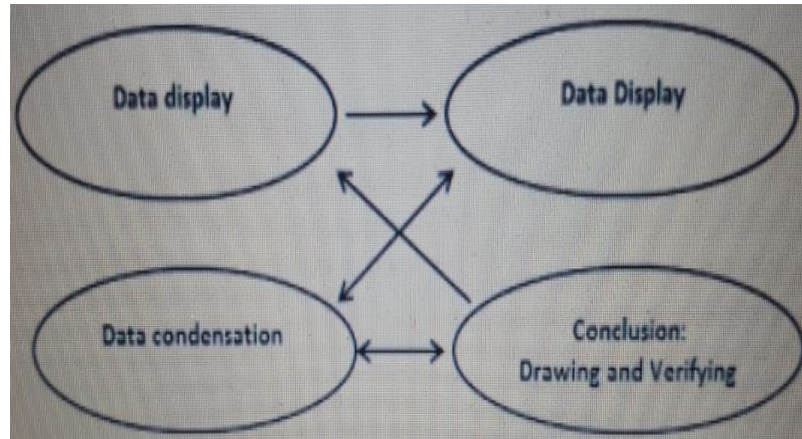 Data display
Data Display
Data condensation
Conclusion:
Drawing and Verifying